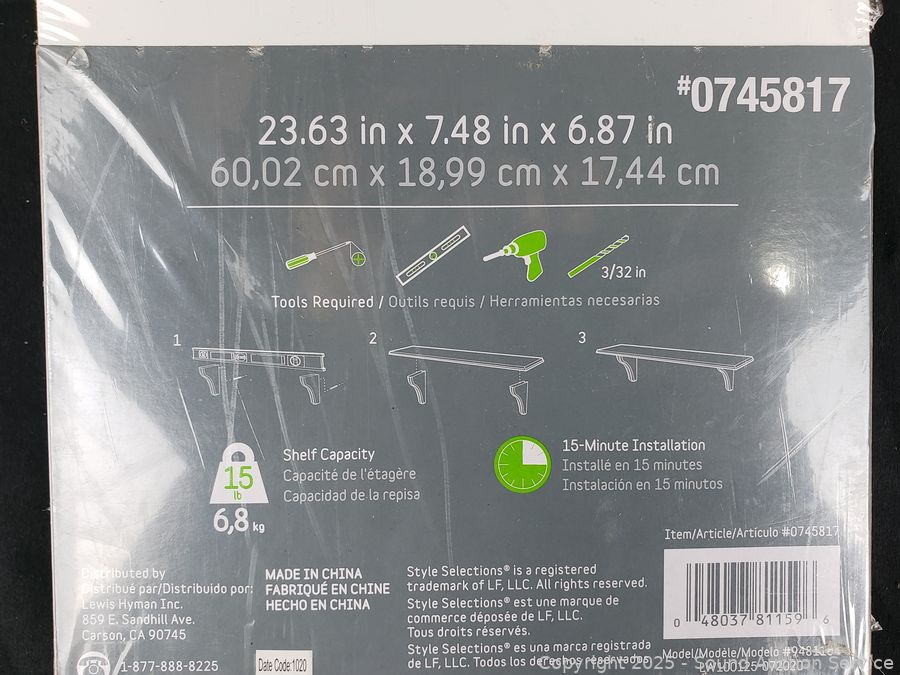 #0745817
23.63 in x 7.48 in x 6.87 in
60,02 cm x 18,99 cm x 17,44 cm
3/32 in
Tools Required / Outils requis / Herramientas necesarias
1
2
3
15
lb
6,8 kg
Shelf Capacity
Capacité de l'étagère
Capacidad de la repisa
15-Minute Installation
Installé en 15 minutes
Instalación en 15 minutos
Distributed by
Distribué par/Distribuido por:
Lewis Hyman Inc.
859 E. Sandhill Ave.
Carson, CA 90745
1-877-888-8225
MADE IN CHINA
FABRIQUÉ EN CHINE
HECHO EN CHINA
Date Code:1020
Style Selections® is a registered
trademark of LF, LLC. All rights reserved.
Style Selections® est une marque de
commerce déposée de LF, LLC.
Tous droits réservés.
Style Selections® es una marca registrada
de LF, LLC. Todos los derechos reservados.
Item/Article/Artículo #0745817
0 48037 81159 6
Model/Modèle/Modelo
LW100125-072020
Copyright 2025 - Sound Auction Service